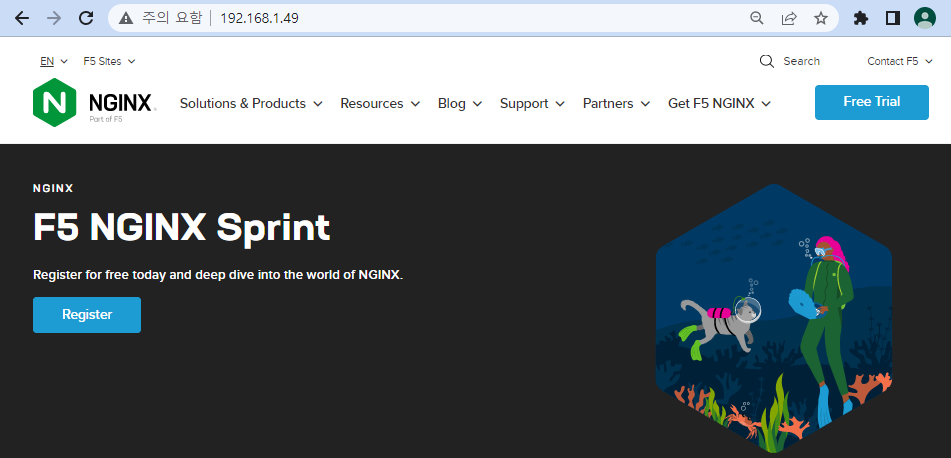 주의 요함 192.168.1.49
EN F5 Sites Search Contact F5
NGINX
Part of F5
Solutions & Products Resources Blog Support Partners Get F5 NGINX Free Trial
NGINX
F5 NGINX Sprint
Register for free today and deep dive into the world of NGINX.
Register